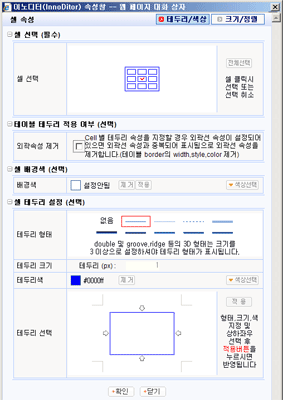 이노디터(InnoDitor) 속성창 -- 웹 페이지 대화 상자
셀 속성
테두리/색상
크기/정렬
셀 선택 (필수)
셀 선택
전체선택
셀 클릭시
선택 또는
선택 취소
테이블 테두리 적용 여부 (선택)
외곽속성 제거
Cell 별 테두리 속성을 지정할 경우 외곽선 속성이 설정되어
있으면 외곽선 속성과 중복되어 표시됨으로 외곽선 속성을
제거합니다.(테이블 border의 width,style,color 제거)
셀 배경색 (선택)
배경색
설정안됨
제거
적용
색상선택
셀 테두리 설정 (선택)
테두리 형태
없음
double 및 groove,ridge 등의 3D 형태는 크기를
3 이상으로 설정하셔야 테두리 형태가 표시됩니다.
테두리 크기
테두리 (px) :
1
테두리색
#0000ff
제거
색상선택
테두리 선택
적 용
형태,크기,색
지정 및
상하좌우
선택 후
적용버튼을
누르시면
반영됩니다
확인
닫기